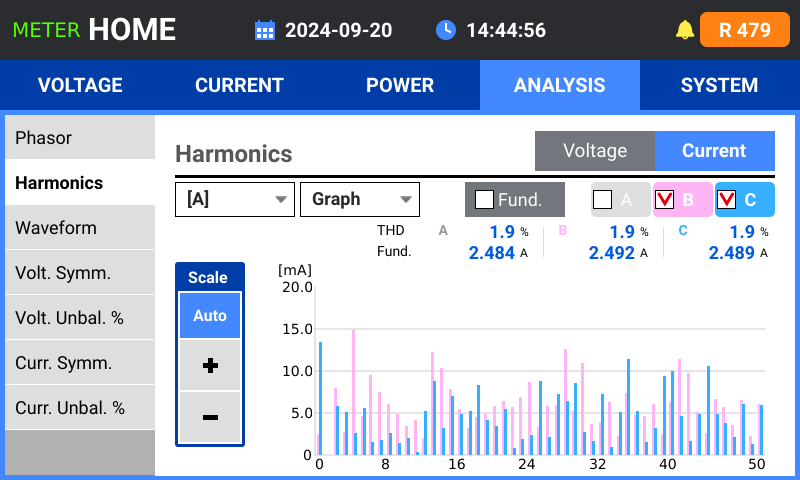 METER HOME 2024-09-20 14:44:56 R 479
VOLTAGE CURRENT POWER ANALYSIS SYSTEM
Phasor
Harmonics
Waveform
Volt. Symm.
Volt. Unbal. %
Curr. Symm.
Curr. Unbal. %
Harmonics Voltage Current
[A] Graph Fund. A B C
THD A 1.9 % B 1.9 % C 1.9 %
Fund. 2.484 A 2.492 A 2.489 A
Scale
Auto
+
−
[mA]
20.0
15.0
10.0
5.0
0
0 8 16 24 32 40 50